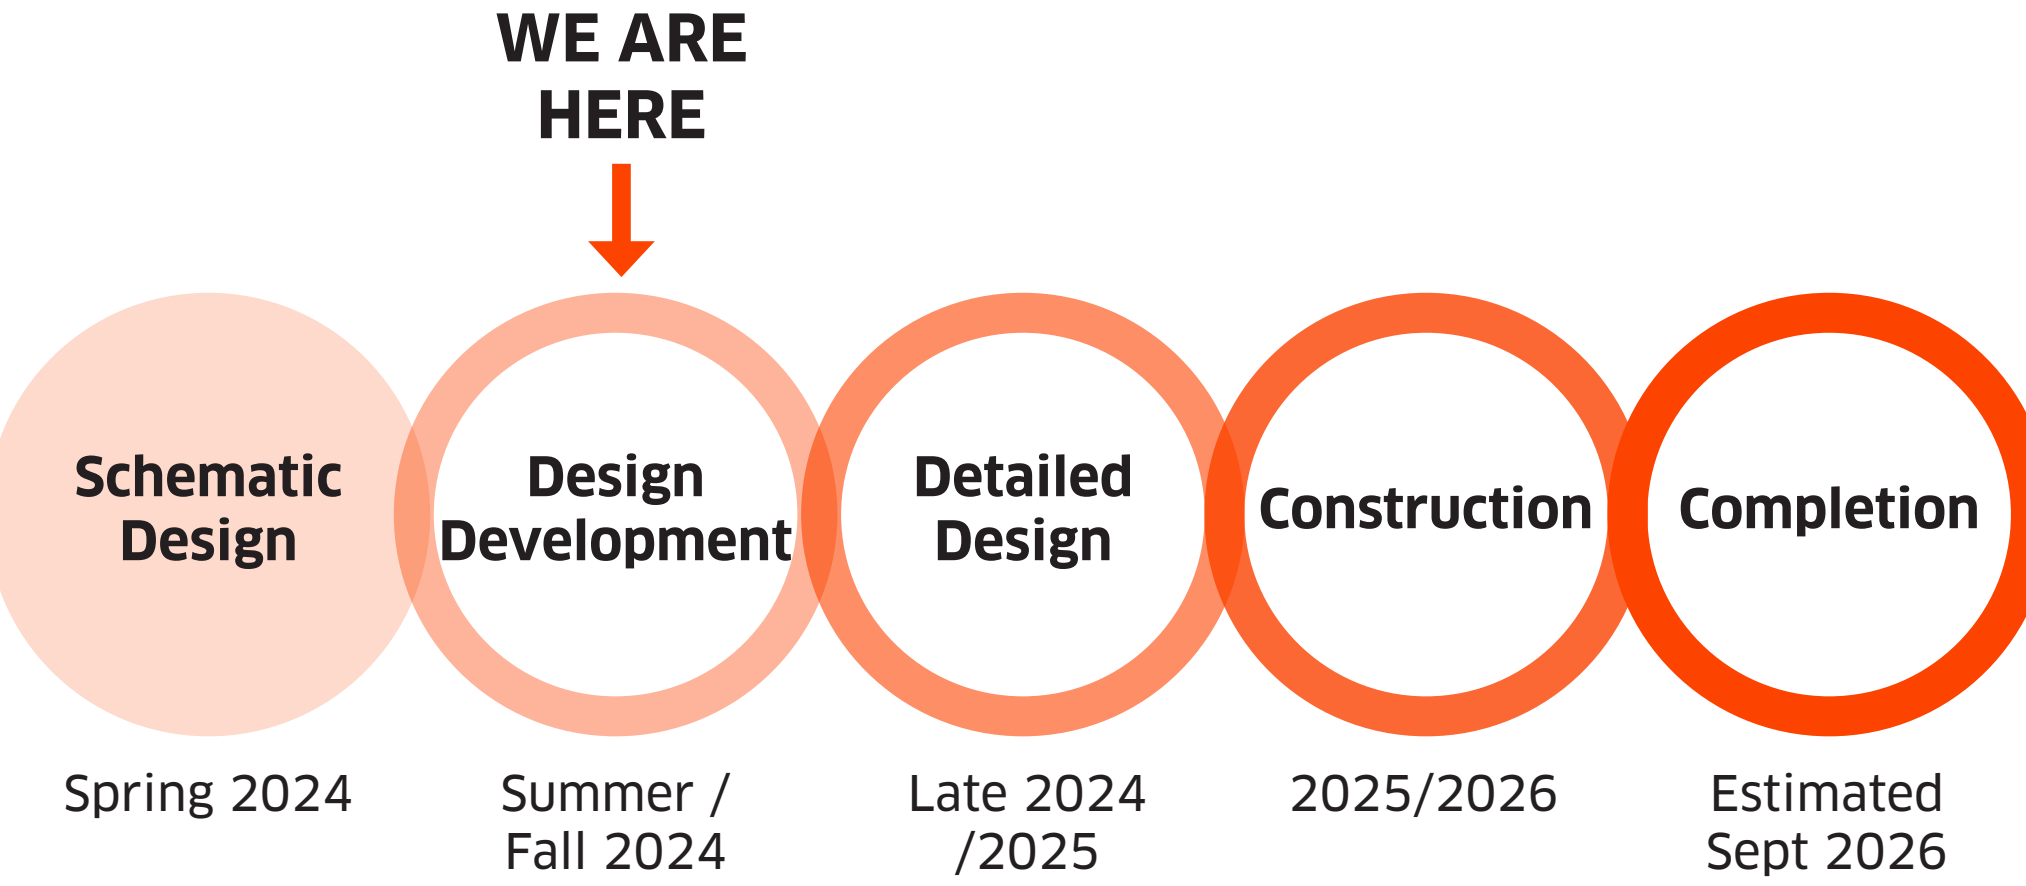 WE ARE
HERE
Schematic
Design
Design
Development
Detailed
Design
Construction
Completion
Spring 2024
Summer /
Fall 2024
Late 2024
/2025
2025/2026
Estimated
Sept 2026